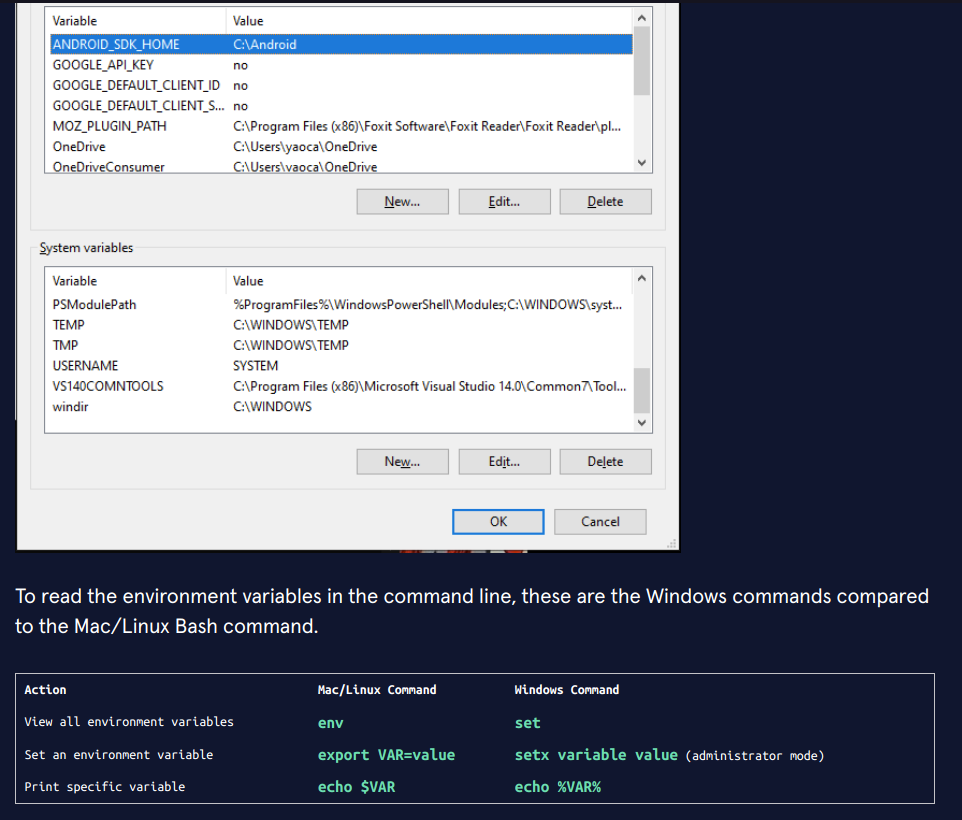 Variable Value
ANDROID_SDK_HOME C:\Android
GOOGLE_API_KEY no
GOOGLE_DEFAULT_CLIENT_ID no
GOOGLE_DEFAULT_CLIENT_S... no
MOZ_PLUGIN_PATH C:\Program Files (x86)\Foxit Software\Foxit Reader\Foxit Reader\pl...
OneDrive C:\Users\yaoca\OneDrive
OneDriveConsumer C:\Users\yaoca\OneDrive
New... Edit... Delete
System variables
Variable Value
PSModulePath %ProgramFiles%\WindowsPowerShell\Modules;C:\WINDOWS\syst...
TEMP C:\WINDOWS\TEMP
TMP C:\WINDOWS\TEMP
USERNAME SYSTEM
VS140COMNTOOLS C:\Program Files (x86)\Microsoft Visual Studio 14.0\Common7\Tool...
windir C:\WINDOWS
New... Edit... Delete
OK Cancel
To read the environment variables in the command line, these are the Windows commands compared
to the Mac/Linux Bash command.
Action Mac/Linux Command Windows Command
View all environment variables env set
Set an environment variable export VAR=value setx variable value (administrator mode)
Print specific variable echo $VAR echo %VAR%